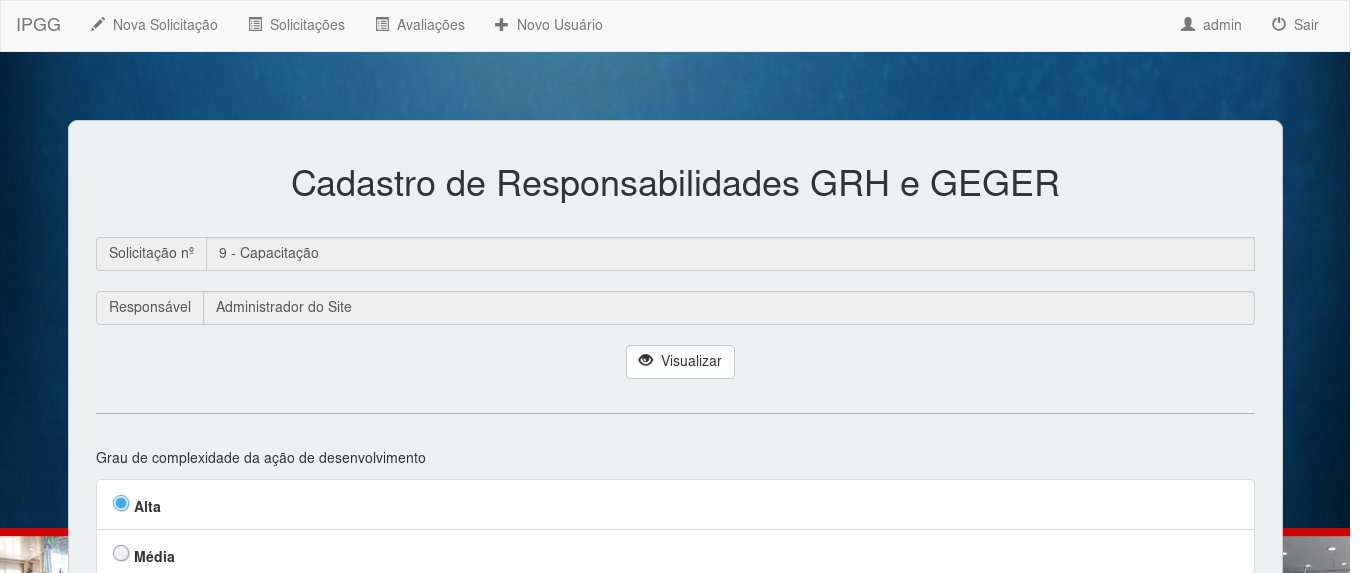 IPGG Nova Solicitação Solicitações Avaliações Novo Usuário admin Sair
Cadastro de Responsabilidades GRH e GEGER
Solicitação nº 9 - Capacitação
Responsável Administrador do Site
Visualizar
Grau de complexidade da ação de desenvolvimento
Alta
Média